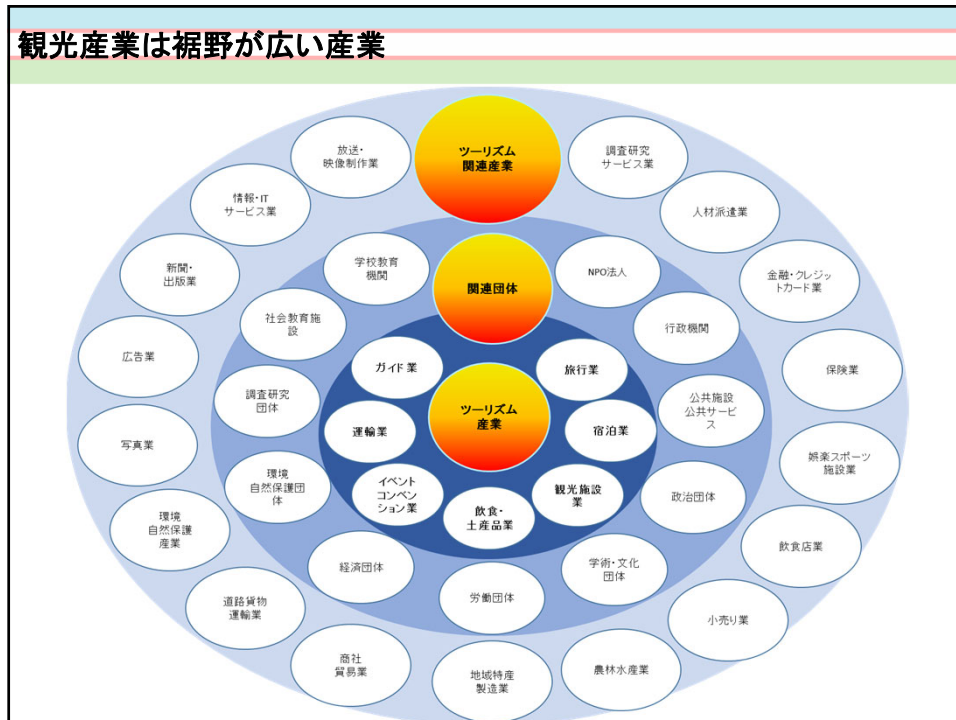 観光産業は裾野が広い産業
ツーリズム
関連産業
調査研究
サービス業
人材派遣業
金融・クレジッ
トカード業
保険業
娯楽スポーツ
施設業
飲食店業
小売り業
農林水産業
地域特産
製造業
商社
貿易業
道路貨物
運輸業
環境
自然保護
産業
写真業
広告業
新聞・
出版業
情報・IT
サービス業
放送・
映像制作業
関連団体
NPO法人
行政機関
公共施設
公共サービ
ス
政治団体
学術・文化
団体
労働団体
経済団体
環境
自然保護団
体
調査研究
団体
社会教育施
設
学校教育
機関
ツーリズム
産業
旅行業
宿泊業
観光施設
業
飲食・
土産品業
イベント
コンベン
ション業
運輸業
ガイド業